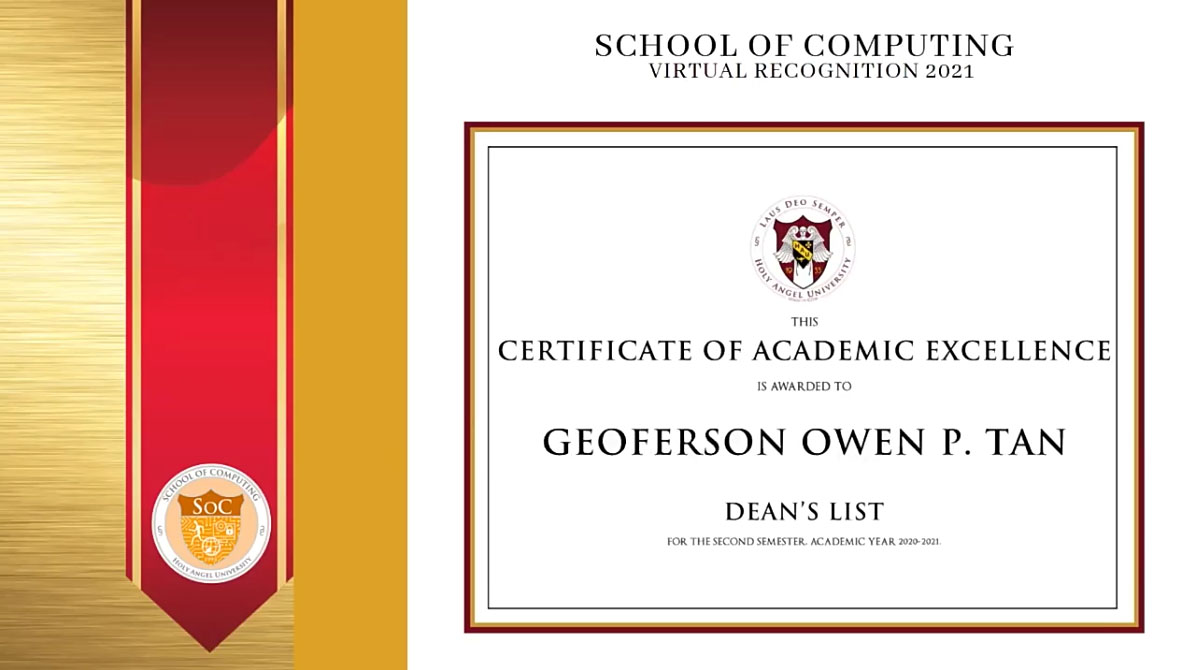 SCHOOL OF COMPUTING
VIRTUAL RECOGNITION 2021
LAUS DEO SEMPER
HAU
19 33
HOLY ANGEL UNIVERSITY
THIS
CERTIFICATE OF ACADEMIC EXCELLENCE
IS AWARDED TO
GEOFERSON OWEN P. TAN
DEAN'S LIST
FOR THE SECOND SEMESTER, ACADEMIC YEAR 2020-2021.
SCHOOL OF COMPUTING
SOC
HOLY ANGEL UNIVERSITY